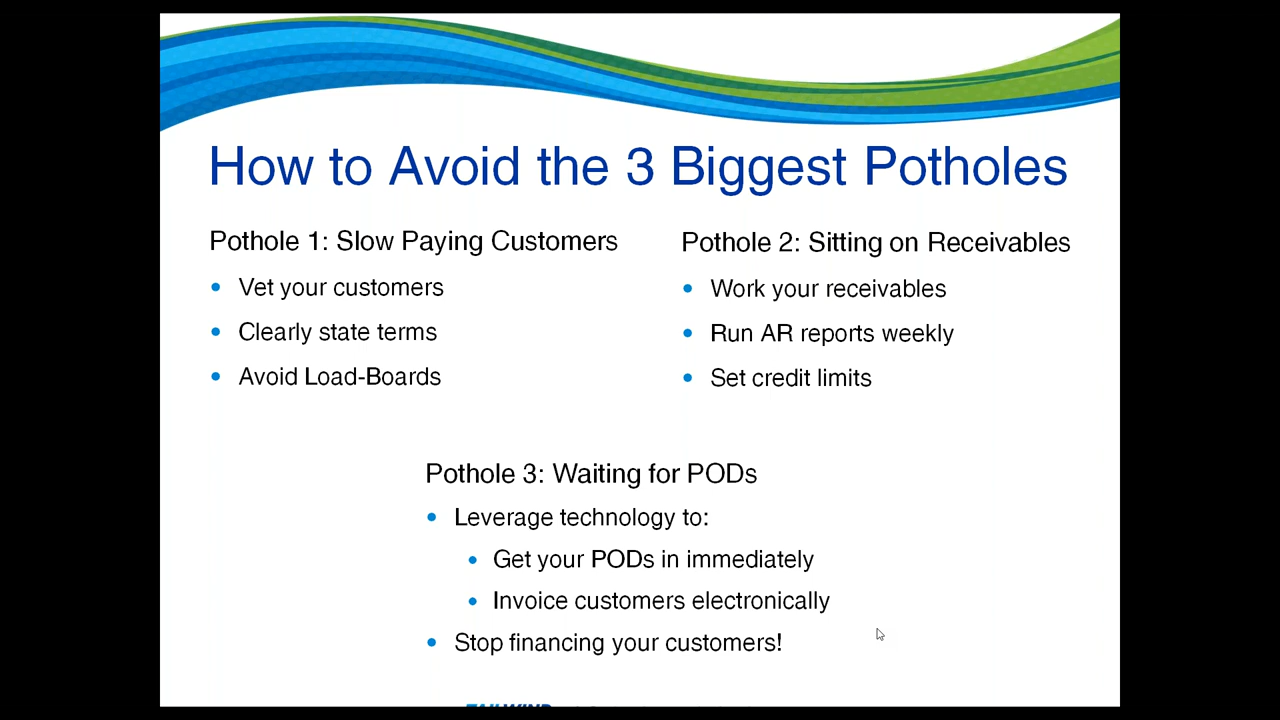 How to Avoid the 3 Biggest Potholes
Pothole 1: Slow Paying Customers
• Vet your customers
• Clearly state terms
• Avoid Load-Boards
Pothole 2: Sitting on Receivables
• Work your receivables
• Run AR reports weekly
• Set credit limits
Pothole 3: Waiting for PODs
• Leverage technology to:
• Get your PODs in immediately
• Invoice customers electronically
• Stop financing your customers!